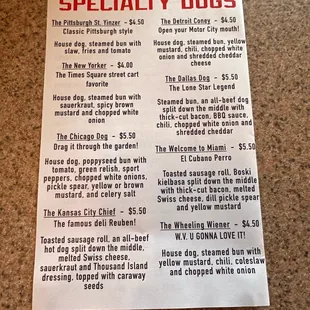 SPECIALTY DOGS
The Pittsburgh St. Yinzer - $4.50
Classic Pittsburgh style
House dog, steamed bun with
slaw, fries and tomato
The New Yorker - $4.00
The Times Square street cart
favorite
House dog, steamed bun with
sauerkraut, spicy brown
mustard and chopped white
onion
The Chicago Dog - $5.50
Drag it through the garden!
House dog, poppyseed bun with
tomato, green relish, sport
peppers, chopped white onions,
pickle spear, yellow or brown
mustard, and celery salt
The Kansas City Chief - $5.50
The famous deli Reuben!
Toasted sausage roll, an all-beef
hot dog split down the middle,
melted Swiss cheese,
sauerkraut and Thousand Island
dressing, topped with caraway
seeds
The Detroit Coney - $4.50
Open your Motor City mouth!
House dog, steamed bun, yellow
mustard, chili, chopped white
onion and shredded cheddar
cheese
The Dallas Dog - $5.50
The Lone Star Legend
Steamed bun, an all-beef dog
split down the middle with
thick-cut bacon, BBQ sauce,
chili, chopped white onion and
shredded cheddar
The Welcome to Miami - $5.50
El Cubano Perro
Toasted sausage roll, Boski
kielbasa split down the middle
with thick-cut bacon, melted
Swiss cheese, dill pickle spear
and yellow mustard
The Wheeling Wiener - $4.50
W.V. U GONNA LOVE IT!
House dog, steamed bun with
yellow mustard, chili, coleslaw
and chopped white onion